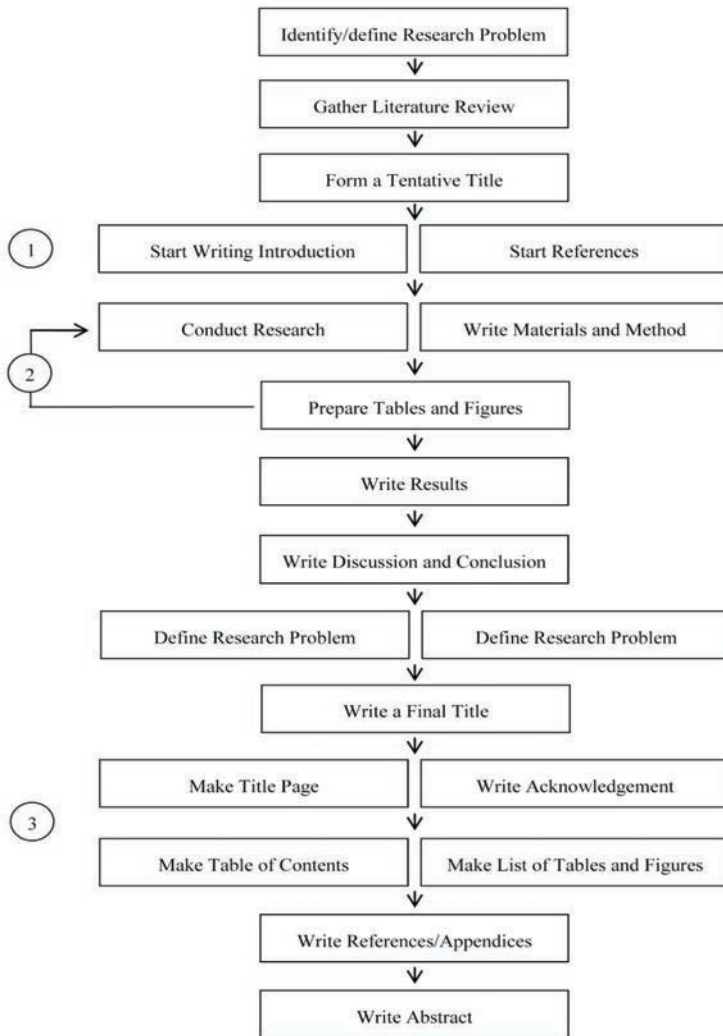 Identify/define Research Problem
Gather Literature Review
Form a Tentative Title
1
Start Writing Introduction
Start References
Conduct Research
Write Materials and Method
2
Prepare Tables and Figures
Write Results
Write Discussion and Conclusion
Define Research Problem
Define Research Problem
Write a Final Title
Make Title Page
Write Acknowledgement
3
Make Table of Contents
Make List of Tables and Figures
Write References/Appendices
Write Abstract